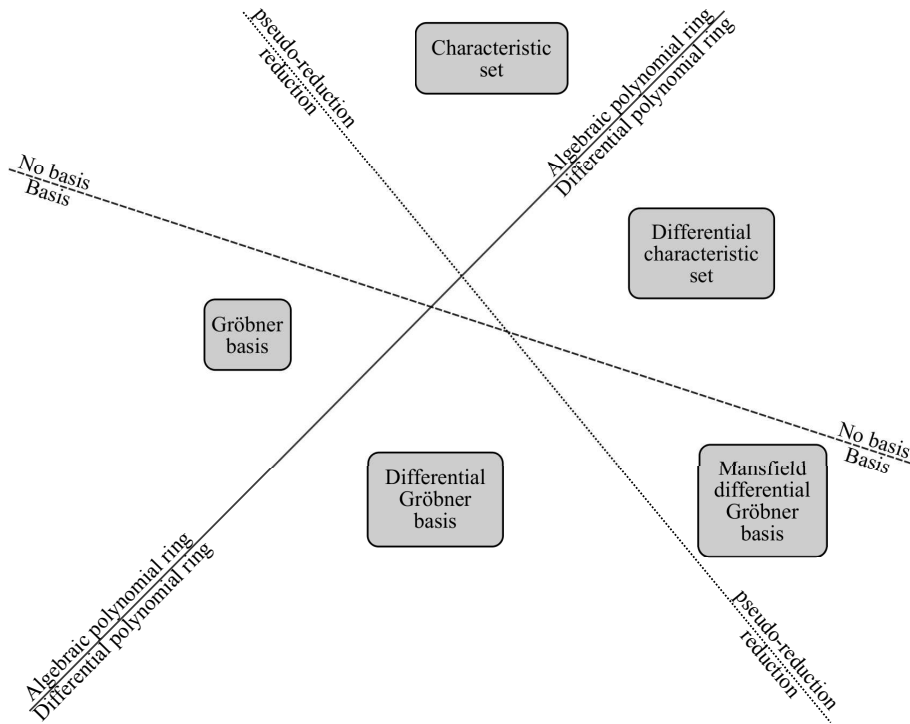 pseudo-reduction
reduction
Characteristic
set
Algebraic polynomial ring
Differential polynomial ring
No basis
Basis
Differential
characteristic
set
Gröbner
basis
No basis
Basis
Differential
Gröbner
basis
Mansfield
differential
Gröbner
basis
Algebraic polynomial ring
Differential polynomial ring
pseudo-reduction
reduction